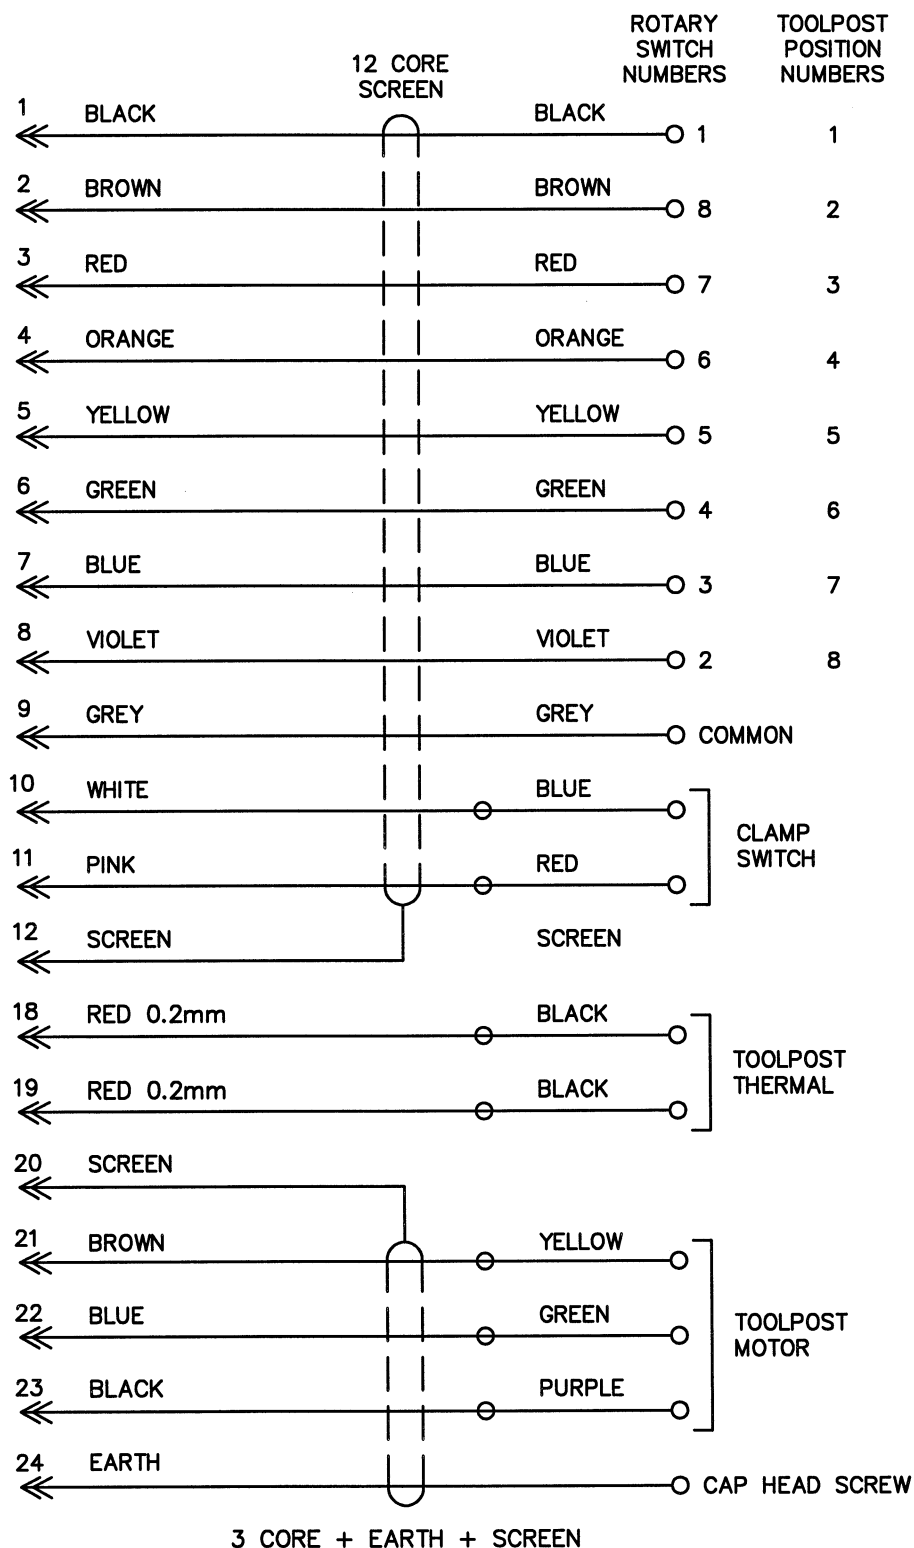 ROTARY SWITCH NUMBERS
TOOLPOST POSITION NUMBERS
12 CORE SCREEN
1 BLACK BLACK 1 1
2 BROWN BROWN 8 2
3 RED RED 7 3
4 ORANGE ORANGE 6 4
5 YELLOW YELLOW 5 5
6 GREEN GREEN 4 6
7 BLUE BLUE 3 7
8 VIOLET VIOLET 2 8
9 GREY GREY COMMON
10 WHITE BLUE
CLAMP
SWITCH
11 PINK RED
12 SCREEN SCREEN
18 RED 0.2mm BLACK
TOOLPOST
THERMAL
19 RED 0.2mm BLACK
20 SCREEN
21 BROWN YELLOW
22 BLUE GREEN
TOOLPOST
MOTOR
23 BLACK PURPLE
24 EARTH CAP HEAD SCREW
3 CORE + EARTH + SCREEN